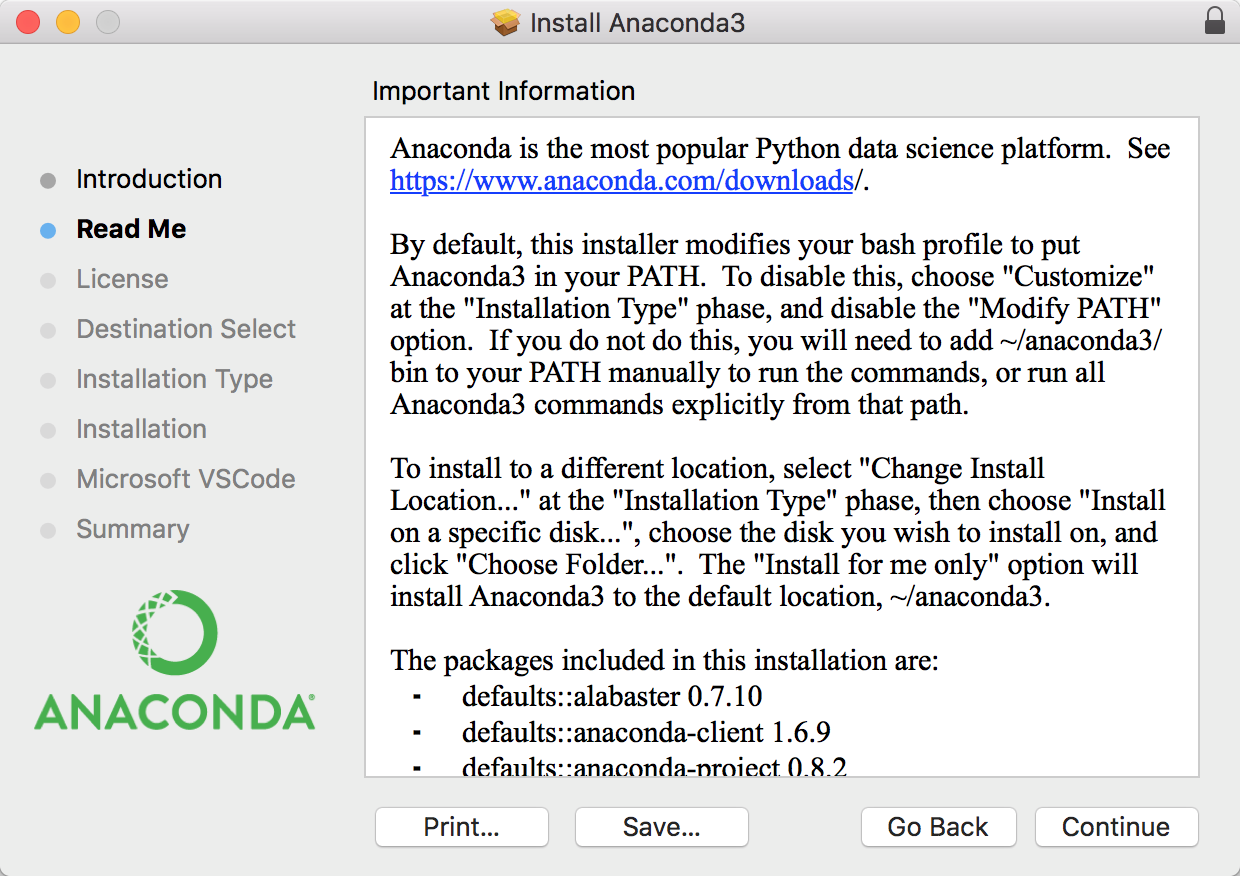 Install Anaconda3
Important Information
Introduction
Read Me
License
Destination Select
Installation Type
Installation
Microsoft VSCode
Summary
ANACONDA®
Anaconda is the most popular Python data science platform.  See
https://www.anaconda.com/downloads/.
By default, this installer modifies your bash profile to put
Anaconda3 in your PATH.  To disable this, choose "Customize"
at the "Installation Type" phase, and disable the "Modify PATH"
option.  If you do not do this, you will need to add ~/anaconda3/
bin to your PATH manually to run the commands, or run all
Anaconda3 commands explicitly from that path.
To install to a different location, select "Change Install
Location..." at the "Installation Type" phase, then choose "Install
on a specific disk...", choose the disk you wish to install on, and
click "Choose Folder...".  The "Install for me only" option will
install Anaconda3 to the default location, ~/anaconda3.
The packages included in this installation are:
- defaults::alabaster 0.7.10
- defaults::anaconda-client 1.6.9
- defaults::anaconda-project 0.8.2
Print...
Save...
Go Back
Continue